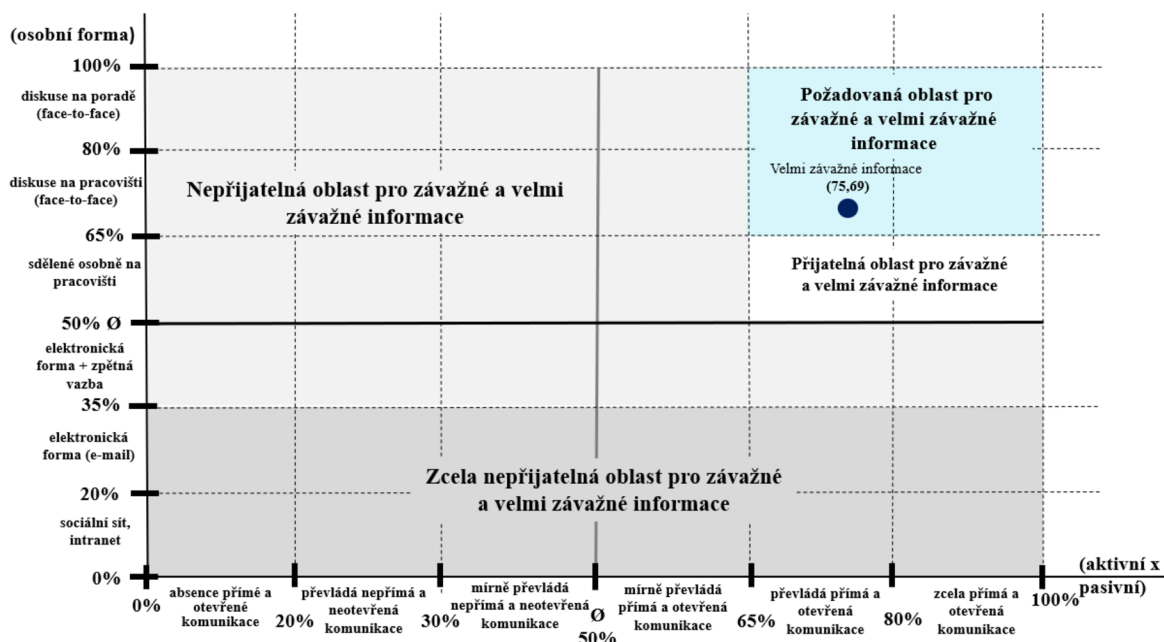 (osobní forma)
100%
diskuse na poradě
(face-to-face)
80%
diskuse na pracovišti
(face-to-face)
65%
sdělené osobně na
pracovišti
50% Ø
elektronická
forma + zpětná
vazba
35%
elektronická
forma (e-mail)
20%
sociální sít,
intranet
0%
Nepřijatelná oblast pro závažné a velmi
závažné informace
Požadovaná oblast pro
závažné a velmi závažné
informace
Velmi závažné informace
(75,69)
Přijatelná oblast pro závažné
a velmi závažné informace
Zcela nepřijatelná oblast pro závažné
a velmi závažné informace
0%
absence přímé a
otevřené
komunikace
20%
převládá nepřímá a
neotevřená
komunikace
30%
mírně převládá
nepřímá a neotevřená
komunikace
Ø
50%
mírně převládá
přímá a otevřená
komunikace
65%
převládá přímá a
otevřená
komunikace
80%
zcela přímá a
otevřená
komunikace
100%
(aktivní x
pasivní)